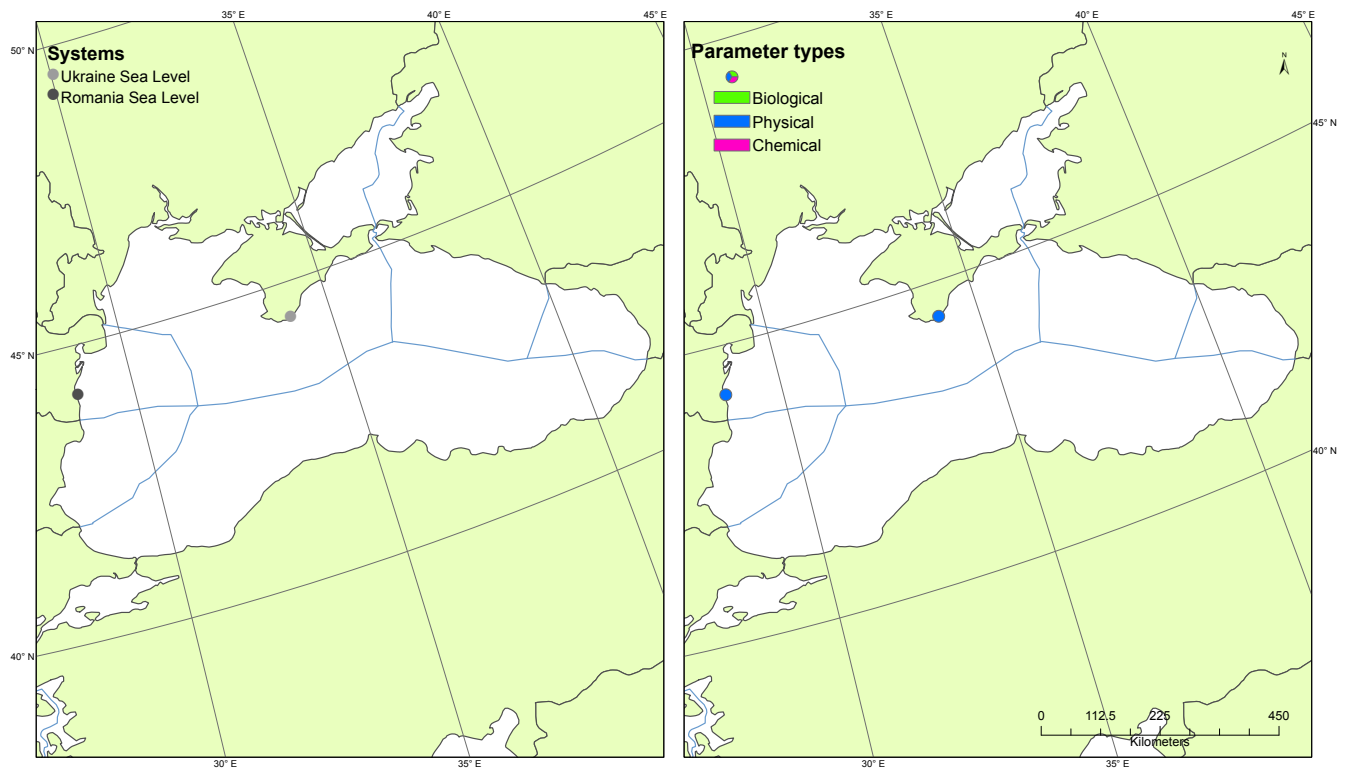 35° E
40° E
45° E
35° E
40° E
45° E
50° N
Systems
Ukraine Sea Level
Romania Sea Level
Parameter types
N
Biological
Physical
Chemical
45° N
45° N
40° N
40° N
0 112.5 225 450
Kilometers
30° E
35° E
30° E
35° E